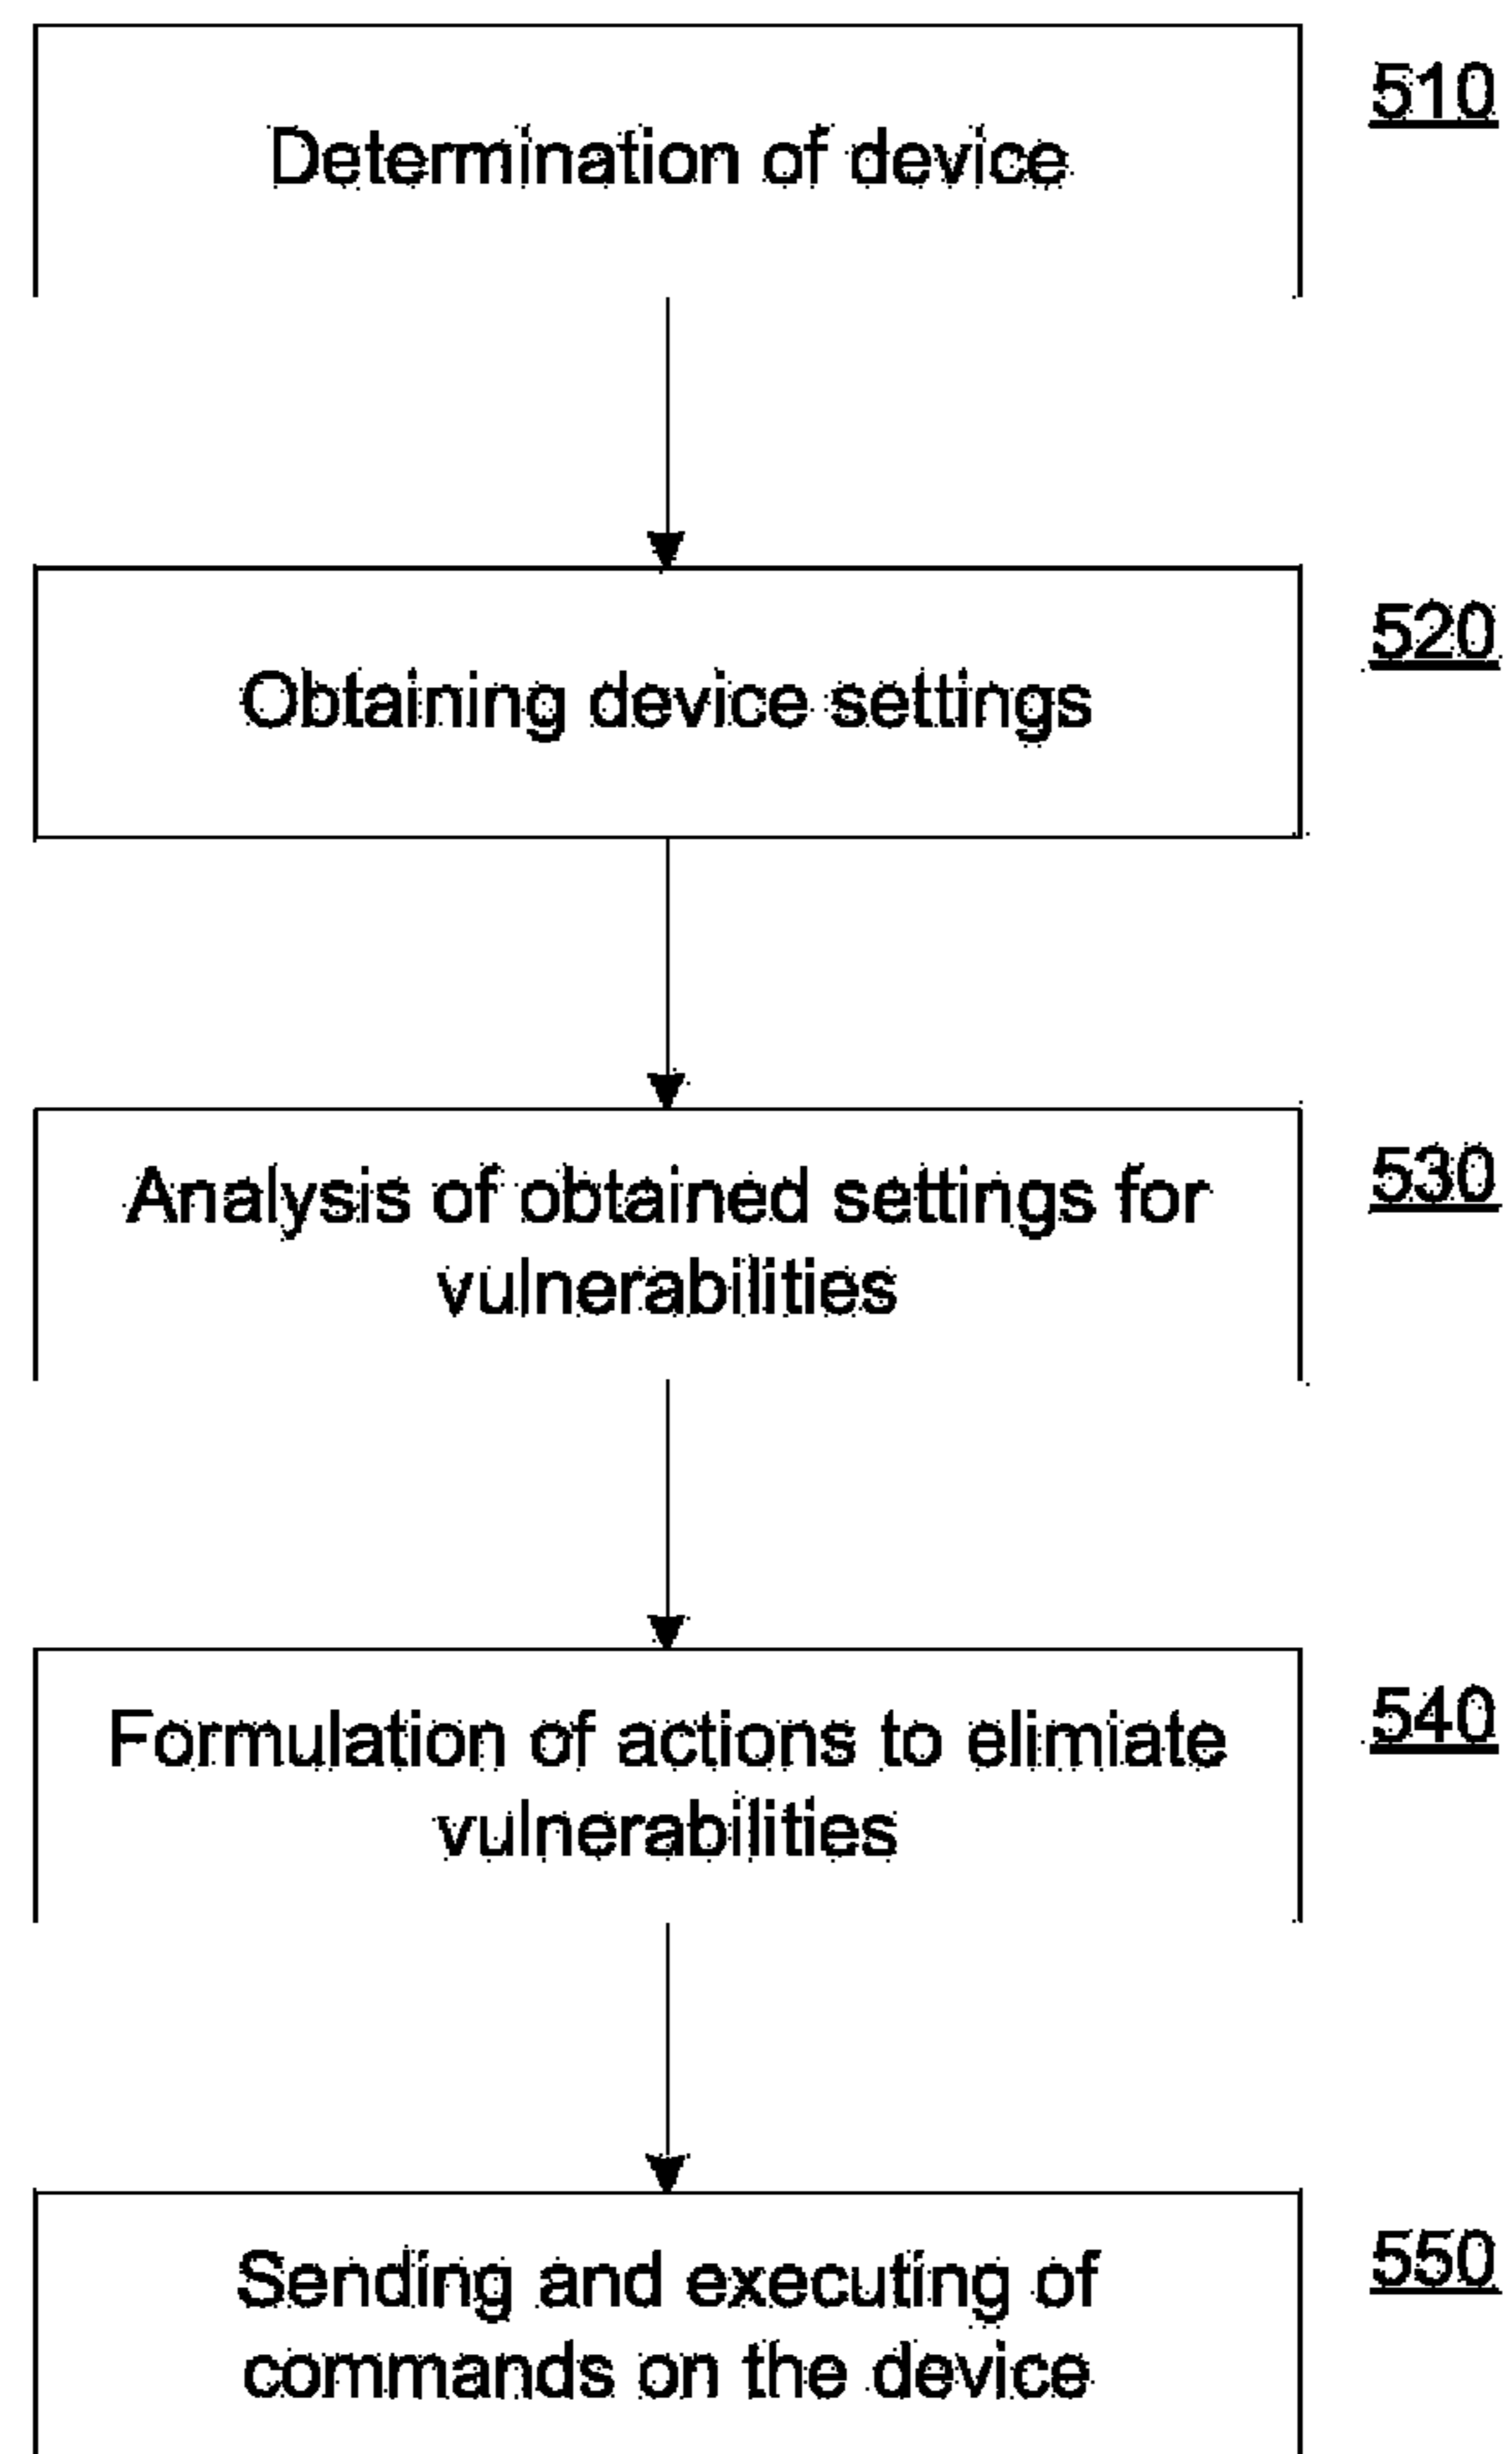 510
Determination of device
520
Obtaining device settings
530
Analysis of obtained settings for
vulnerabilities
540
Formulation of actions to elimiate
vulnerabilities
550
Sending and executing of
commands on the device